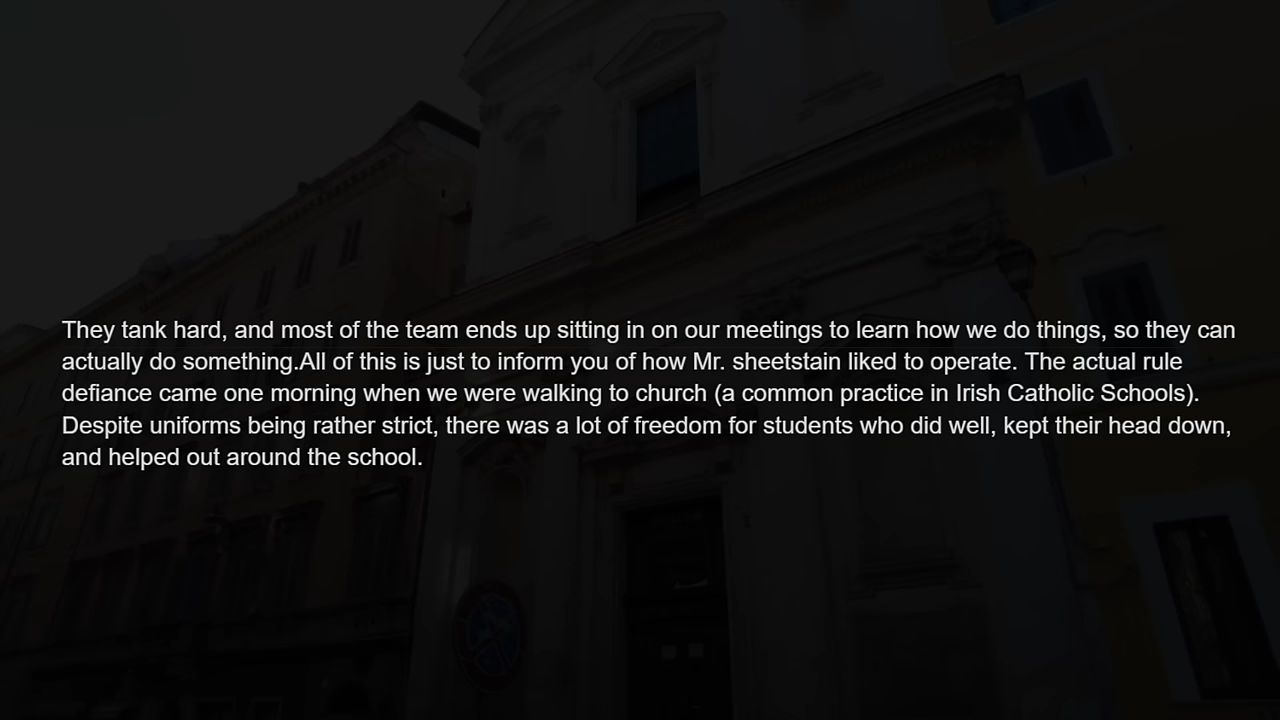 They tank hard, and most of the team ends up sitting in on our meetings to learn how we do things, so they can
actually do something.All of this is just to inform you of how Mr. sheetstain liked to operate. The actual rule
defiance came one morning when we were walking to church (a common practice in Irish Catholic Schools).
Despite uniforms being rather strict, there was a lot of freedom for students who did well, kept their head down,
and helped out around the school.